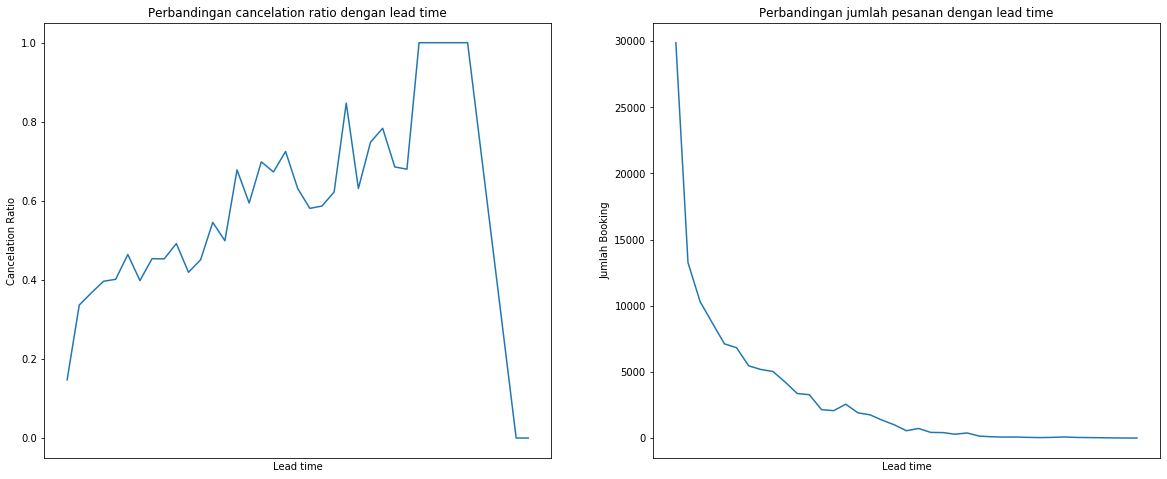 Perbandingan cancelation ratio dengan lead time
1.0
0.8
0.6
0.4
0.2
0.0
Cancelation Ratio
Lead time
Perbandingan jumlah pesanan dengan lead time
30000
25000
20000
15000
10000
5000
0
Jumlah Booking
Lead time